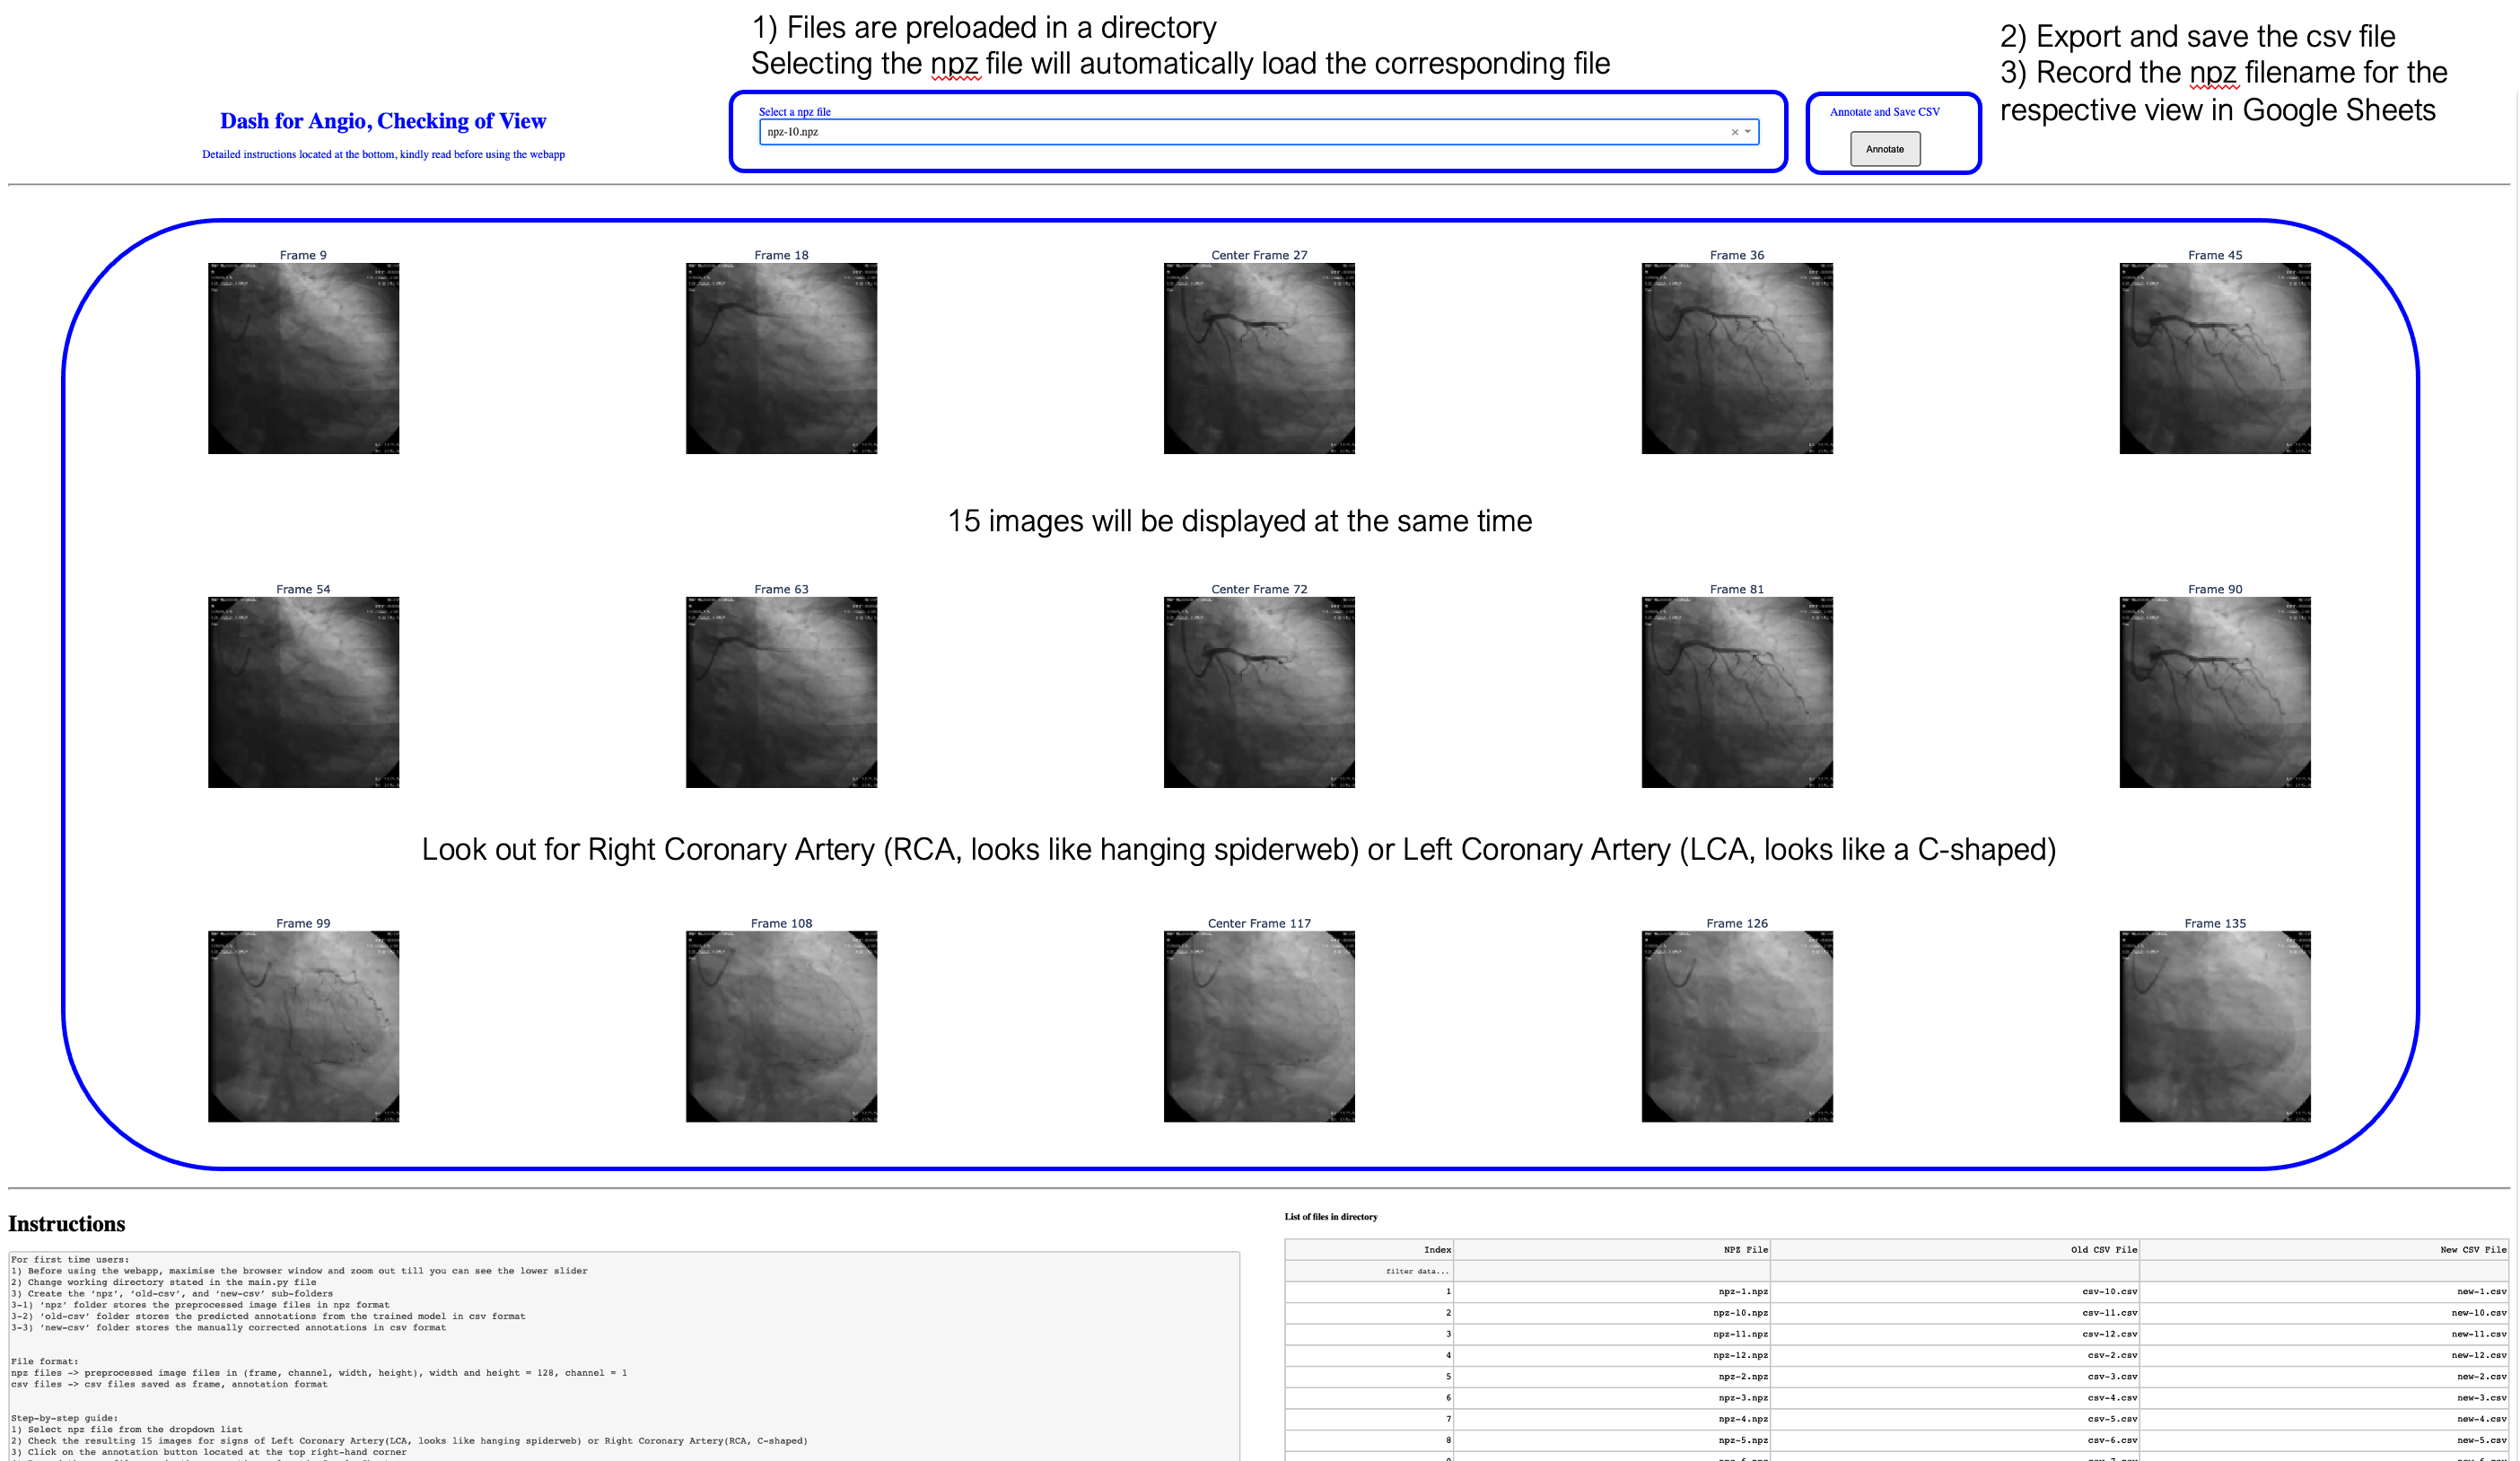 1) Files are preloaded in a directory
Selecting the npz file will automatically load the corresponding file
2) Export and save the csv file
3) Record the npz filename for the
respective view in Google Sheets
Dash for Angio, Checking of View
Detailed instructions located at the bottom, kindly read before using the webapp
Select a npz file
npz-10.npz
Annotate and Save CSV
Annotate
Frame 9
Frame 18
Center Frame 27
Frame 36
Frame 45
15 images will be displayed at the same time
Frame 54
Frame 63
Center Frame 72
Frame 81
Frame 90
Look out for Right Coronary Artery (RCA, looks like hanging spiderweb) or Left Coronary Artery (LCA, looks like a C-shaped)
Frame 99
Frame 108
Center Frame 117
Frame 126
Frame 135
Instructions
For first time users:
1) Before using the webapp, maximise the browser window and zoom out till you can see the lower slider
2) Change working directory stated in the main.py file
3) Create the ‘npz’, ‘old-csv’, and ‘new-csv’ sub-folders
3-1) ‘npz’ folder stores the preprocessed image files in npz format
3-2) ‘old-csv’ folder stores the predicted annotations from the trained model in csv format
3-3) ‘new-csv’ folder stores the manually corrected annotations in csv format
File format:
npz files -> preprocessed image files in (frame, channel, width, height), width and height = 128, channel = 1
csv files -> csv files saved as frame, annotation format
Step-by-step guide:
1) Select npz file from the dropdown list
2) Check the resulting 15 images for signs of Left Coronary Artery(LCA, looks like hanging spiderweb) or Right Coronary Artery(RCA, C-shaped)
3) Click on the annotation button located at the top right-hand corner
List of files in directory
Index NPZ File Old CSV File New CSV File
filter data...
1 npz-1.npz csv-10.csv new-1.csv
2 npz-10.npz csv-11.csv new-10.csv
3 npz-11.npz csv-12.csv new-11.csv
4 npz-12.npz csv-2.csv new-12.csv
5 npz-2.npz csv-3.csv new-2.csv
6 npz-3.npz csv-4.csv new-3.csv
7 npz-4.npz csv-5.csv new-4.csv
8 npz-5.npz csv-6.csv new-5.csv